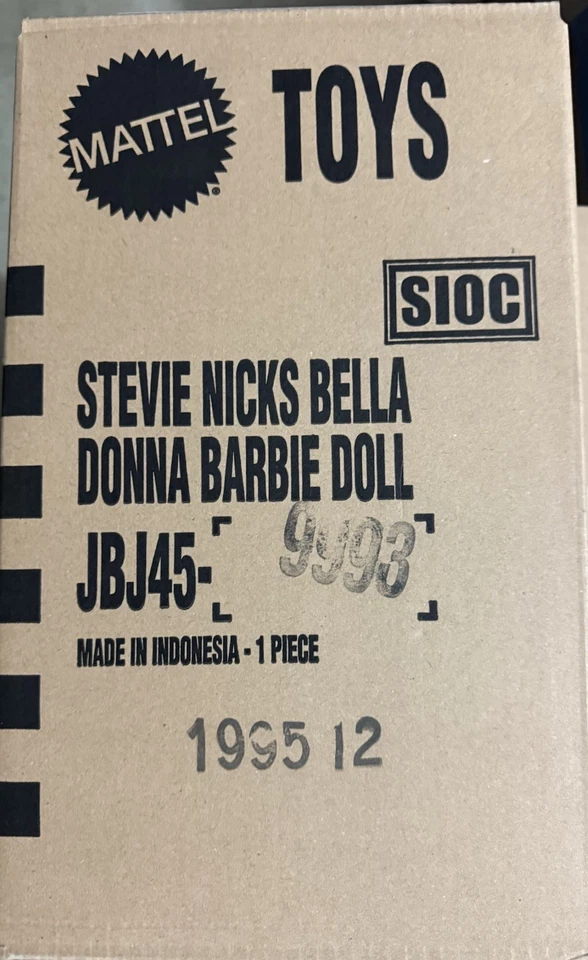 MATTEL
®
TOYS
SIOC
STEVIE NICKS BELLA
DONNA BARBIE DOLL
JBJ45-[ 9993 ]
MADE IN INDONESIA - 1 PIECE
1995 12